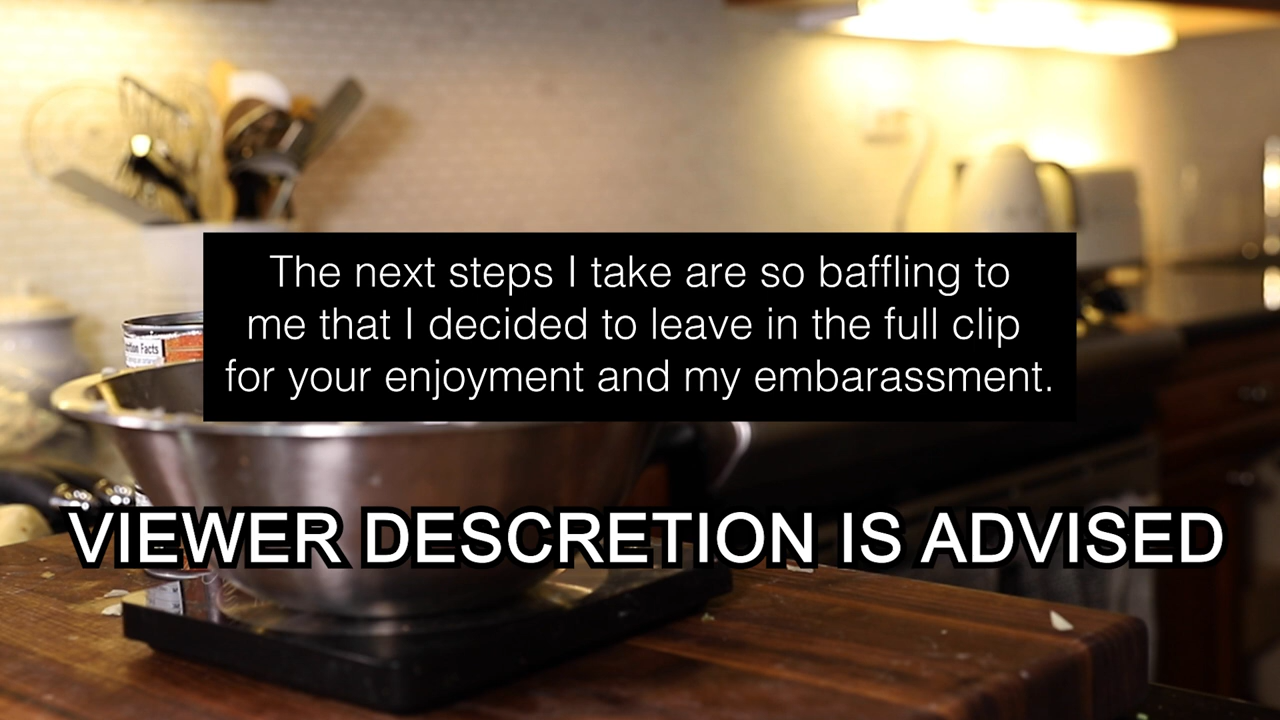 The next steps I take are so baffling to
me that I decided to leave in the full clip
for your enjoyment and my embarassment.
Facts
VIEWER DESCRETION IS ADVISED